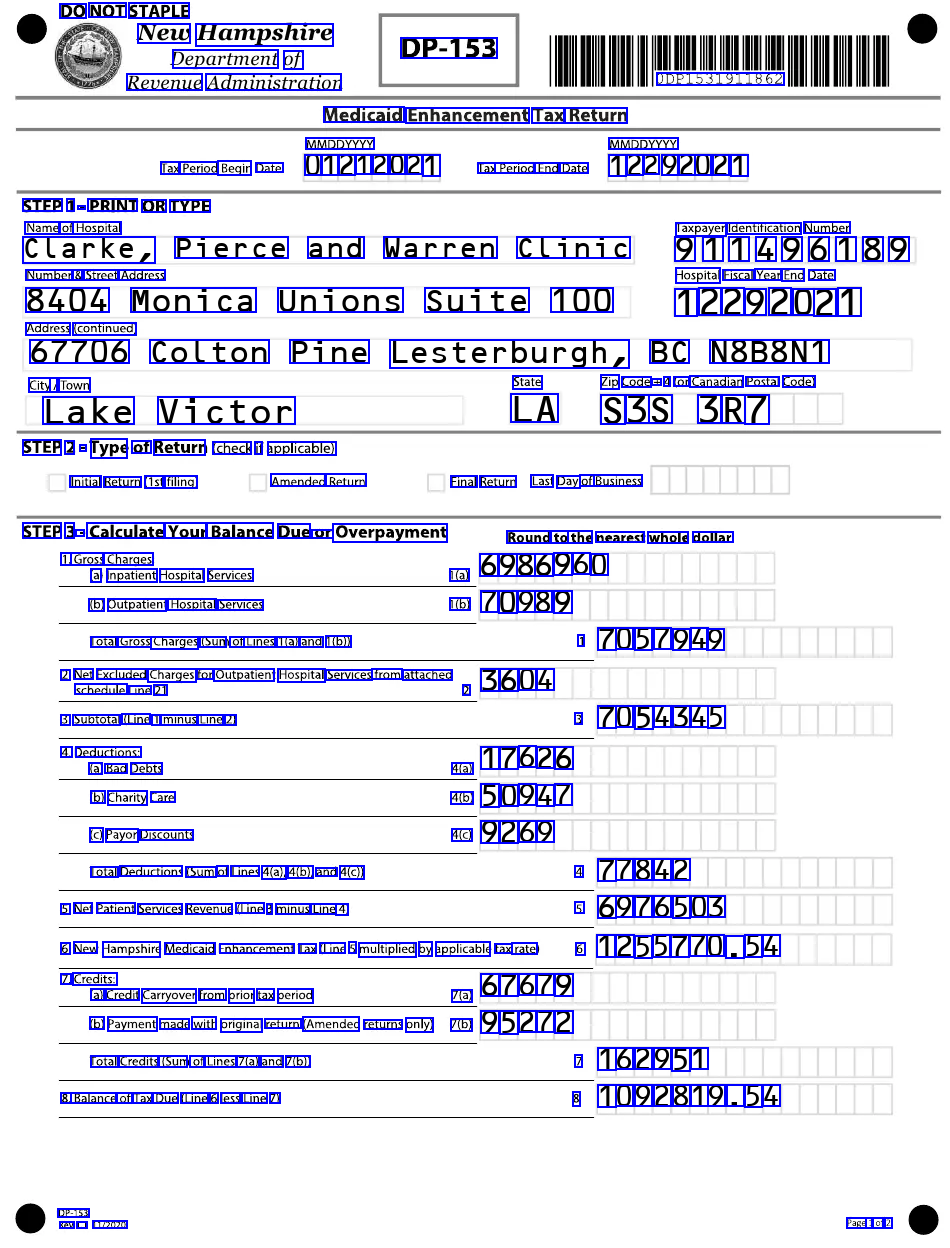 DO NOT STAPLE
New Hampshire
Department of
Revenue Administration
DP-153
0DP1531911862
Medicaid Enhancement Tax Return
MMDDYYYY MMDDYYYY
Tax Period Begin Date 01212021 Tax Period End Date 12292021
STEP 1 - PRINT OR TYPE
Name of Hospital Taxpayer Identification Number
Clarke, Pierce and Warren Clinic 911496189
Number & Street Address Hospital Fiscal Year End Date
8404 Monica Unions Suite 100 12292021
Address (continued)
67706 Colton Pine Lesterburgh, BC N8B8N1
City / Town State Zip Code + 4 (or Canadian Postal Code)
Lake Victor LA S3S 3R7
STEP 2 - Type of Return (check if applicable)
Initial Return (1st filing Amended Return Final Return Last Day of Business
STEP 3 - Calculate Your Balance Due or Overpayment Round to the nearest whole dollar
1. Gross Charges
a) Inpatient Hospital Services 1(a) 6986960
(b) Outpatient Hospital Services 1(b) 70989
Total Gross Charges (Sum of Lines 1(a) and 1(b)) 1 7057949
2. Net Excluded Charges for Outpatient Hospital Services from attached
schedule Line 21 2 3604
3. Subtotal (Line 1 minus Line 2) 3 7054345
4. Deductions:
(a) Bad Debts 4(a) 17626
(b) Charity Care 4(b) 50947
(c) Payor Discounts 4(c) 9269
Total Deductions (Sum of Lines 4(a), 4(b), and 4(c)) 4 77842
5. Net Patient Services Revenue (Line 3 minus Line 4) 5 6976503
6. New Hampshire Medicaid Enhancement Tax (Line 5 multiplied by applicable tax rate) 6 1255770.54
7. Credits:
a) Credit Carryover from prior tax period 7(a) 67679
(b) Payment made with original return (Amended returns only) 7(b) 95272
Total Credits (Sum of Lines 7(a) and 7(b)) 7 162951
8. Balance of Tax Due (Line 6 less Line 7) 8 1092819.54
DP-153
Page 1 of 2